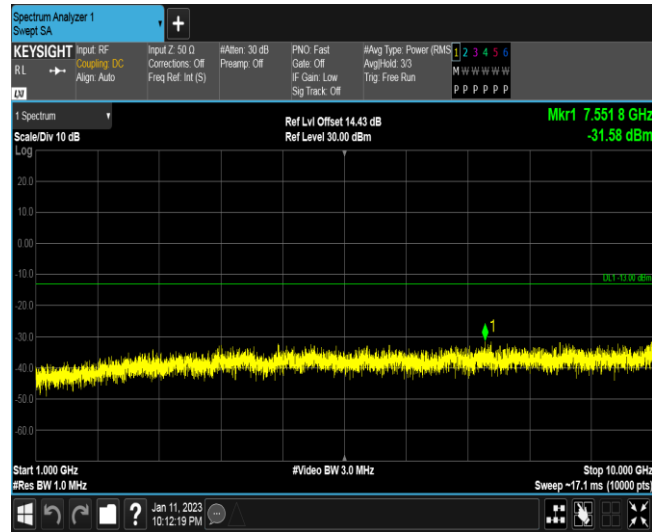 Spectrum Analyzer 1
Swept SA
KEYSIGHT
RL
LXI
Input: RF
Coupling: DC
Align: Auto
Input Z: 50 Ω
Corrections: Off
Freq Ref: Int (S)
#Atten: 30 dB
Preamp: Off
PNO: Fast
Gate: Off
IF Gain: Low
Sig Track: Off
#Avg Type: Power (RMS
Avg|Hold: 3/3
Trig: Free Run
1 2 3 4 5 6
M W W W W W
P P P P P P
1 Spectrum
Scale/Div 10 dB
Log
Ref Lvl Offset 14.43 dB
Ref Level 30.00 dBm
Mkr1 7.551 8 GHz
-31.58 dBm
20.0
10.0
0.00
-10.0
DL1 -13.00 dBm
-20.0
1
-30.0
-40.0
-50.0
-60.0
Start 1.000 GHz
#Res BW 1.0 MHz
#Video BW 3.0 MHz
Stop 10.000 GHz
Sweep ~17.1 ms (10000 pts)
?
Jan 11, 2023
10:12:19 PM